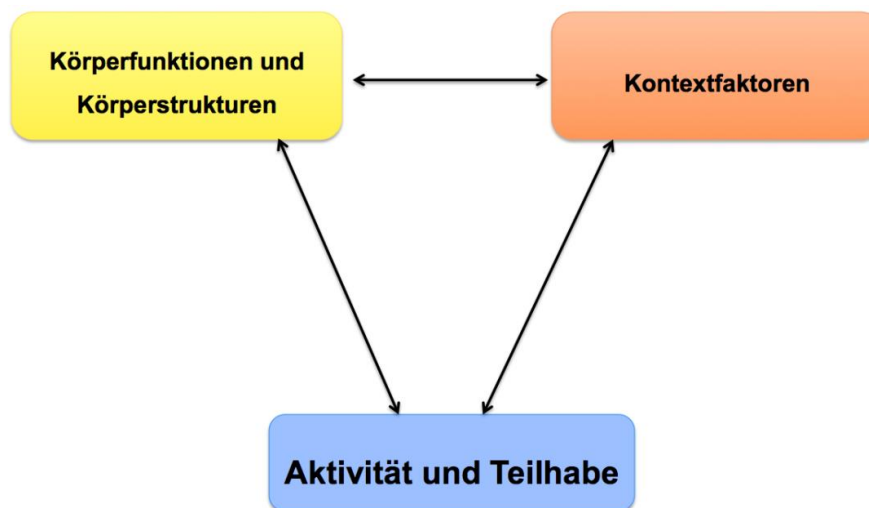 Körperfunktionen und
Körperstrukturen
Kontextfaktoren
Aktivität und Teilhabe